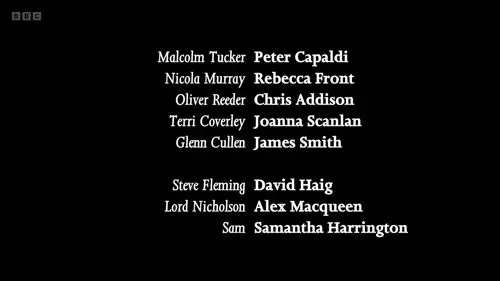 BBC
Malcolm Tucker Peter Capaldi
Nicola Murray Rebecca Front
Oliver Reeder Chris Addison
Terri Coverley Joanna Scanlan
Glenn Cullen James Smith
Steve Fleming David Haig
Lord Nicholson Alex Macqueen
Sam Samantha Harrington